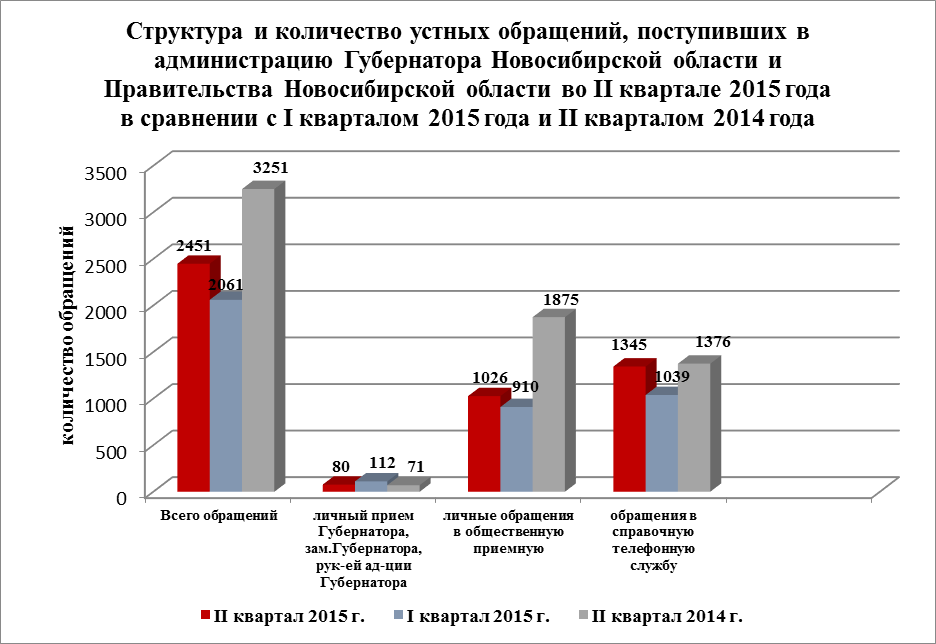 Структура и количество устных обращений, поступивших в
администрацию Губернатора Новосибирской области и
Правительства Новосибирской области во II квартале 2015 года
в сравнении с I кварталом 2015 года и II кварталом 2014 года
количество обращений
3500
3000
2500
2000
1500
1000
500
0
2451
2061
3251
80
112
71
1026
910
1875
1345
1039
1376
Всего обращений
личный прием
Губернатора,
зам.Губернатора,
рук-ей ад-ции
Губернатора
личные обращения
в общественную
приемную
обращения в
справочную
телефонную
службу
II квартал 2015 г.
I квартал 2015 г.
II квартал 2014 г.